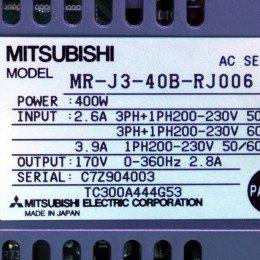 MITSUBISHI
AC SE
MODEL MR-J3-40B-RJ006
POWER :400W
INPUT :2.6A 3PH+1PH200-230V 50
3PH+1PH200-230V 60
3.9A 1PH200-230V 50/60
OUTPUT:170V 0-360Hz 2.8A
SERIAL: C7Z904003
TC300A444G53
MITSUBISHI ELECTRIC CORPORATION
MADE IN JAPAN
PA